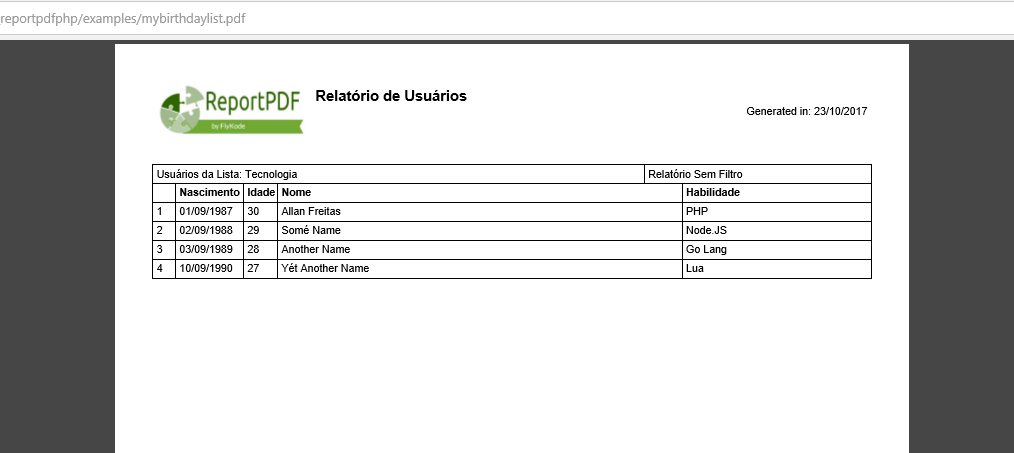 reportpdfphp/examples/mybirthdaylist.pdf
ReportPDF
by FlyKode
Relatório de Usuários
Generated in: 23/10/2017
Usuários da Lista: Tecnologia Relatório Sem Filtro
Nascimento Idade Nome Habilidade
1 01/09/1987 30 Allan Freitas PHP
2 02/09/1988 29 Somé Name Node.JS
3 03/09/1989 28 Another Name Go Lang
4 10/09/1990 27 Yét Another Name Lua